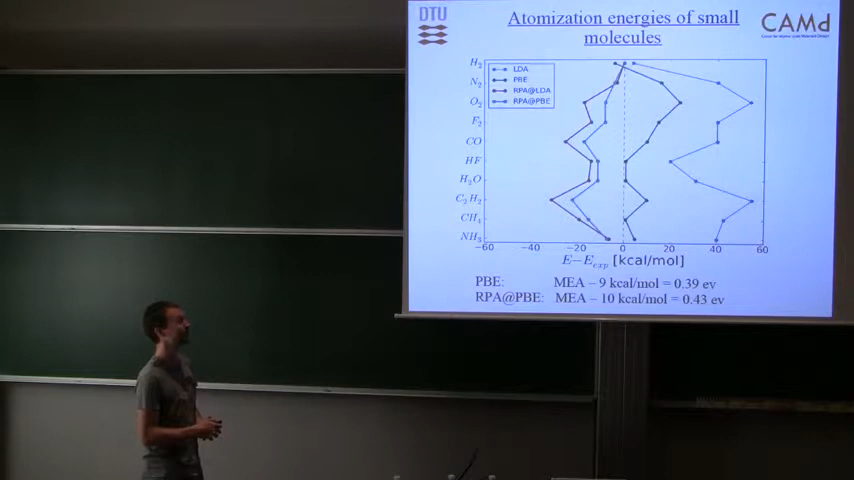 DTU
Atomization energies of small
molecules
CAMd
LDA
PBE
RPA@LDA
RPA@PBE
H2
N2
O2
F2
CO
HF
H2O
C2H2
CH4
NH3
−60 −40 −20 0 20 40 60
E−Eexp [kcal/mol]
PBE: MEA – 9 kcal/mol = 0.39 ev
RPA@PBE: MEA – 10 kcal/mol = 0.43 ev